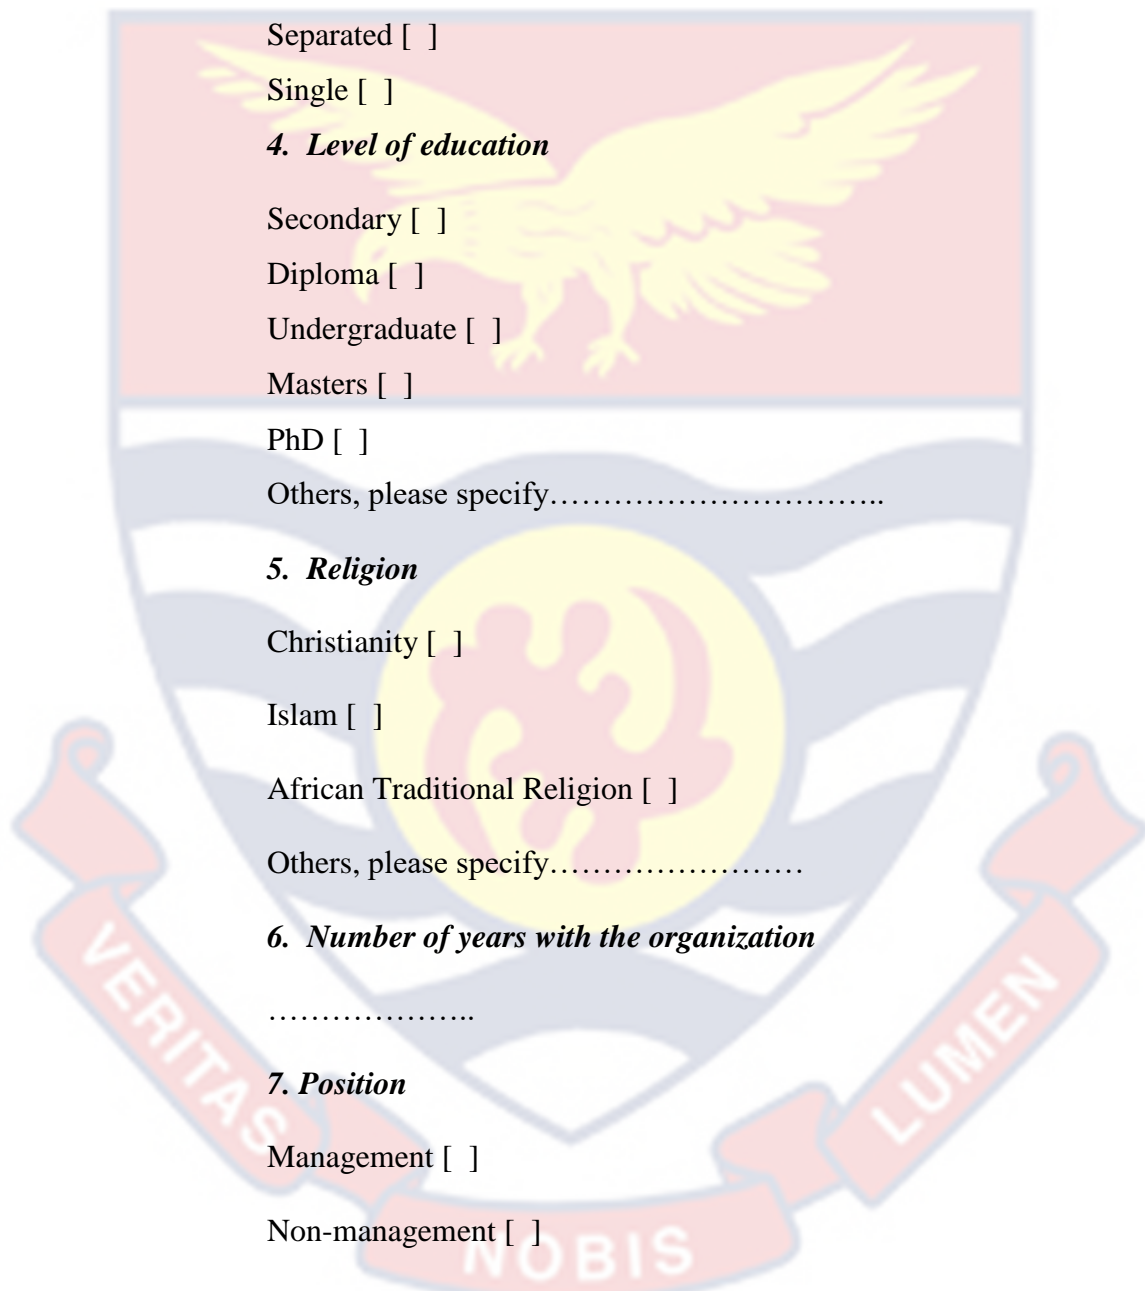 Separated [ ]
Single [ ]
4. Level of education
Secondary [ ]
Diploma [ ]
Undergraduate [ ]
Masters [ ]
PhD [ ]
Others, please specify…………………………..
5. Religion
Christianity [ ]
Islam [ ]
African Traditional Religion [ ]
Others, please specify……………………
6. Number of years with the organization
………………..
7. Position
Management [ ]
Non-management [ ]
VERITAS
NOBIS
LUMEN